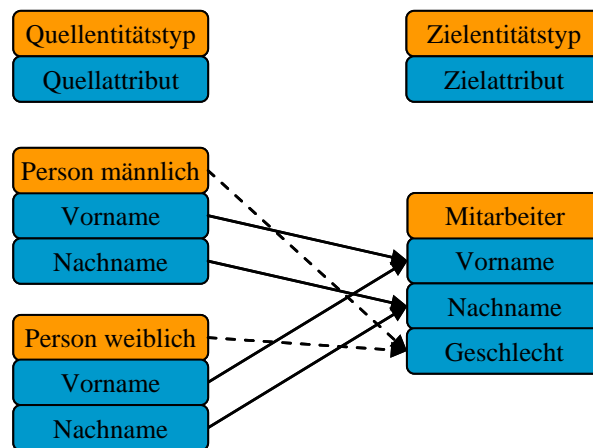 Quellentitätstyp
Quellattribut
Zielentitätstyp
Zielattribut
Person männlich
Vorname
Nachname
Person weiblich
Vorname
Nachname
Mitarbeiter
Vorname
Nachname
Geschlecht